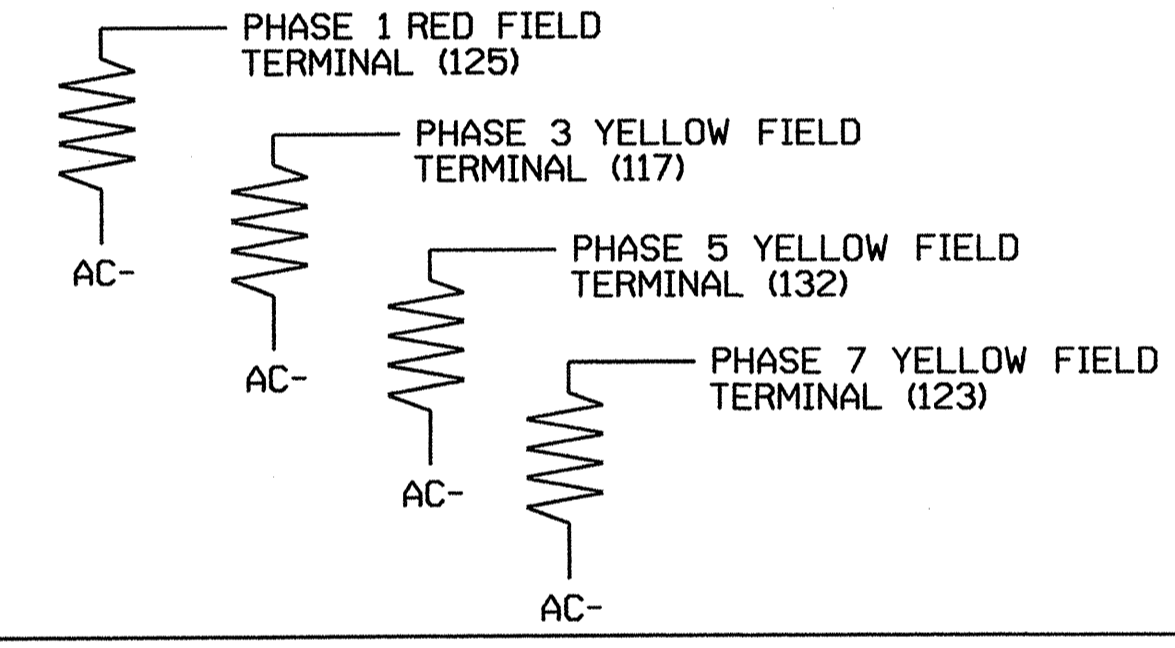 PHASE 1 RED FIELD
TERMINAL (125)
AC-
PHASE 3 YELLOW FIELD
TERMINAL (117)
AC-
PHASE 5 YELLOW FIELD
TERMINAL (132)
AC-
PHASE 7 YELLOW FIELD
TERMINAL (123)
AC-